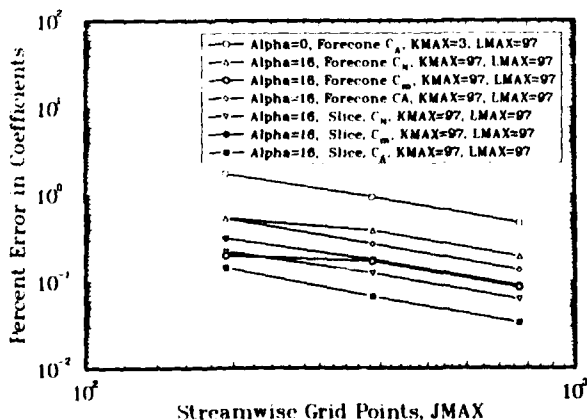 10²
10¹
10⁰
10⁻¹
10⁻²
Percent Error in Coefficients
Alpha=0, Forecone C_A, KMAX=3, LMAX=97
Alpha=16, Forecone C_N, KMAX=97, LMAX=97
Alpha=16, Forecone C_m, KMAX=97, LMAX=97
Alpha=16, Forecone CA, KMAX=97, LMAX=97
Alpha=16, Slice, C_N, KMAX=97, LMAX=97
Alpha=16, Slice, C_m, KMAX=97, LMAX=97
Alpha=16, Slice, C_A, KMAX=97, LMAX=97
10²
10³
Streamwise Grid Points, JMAX